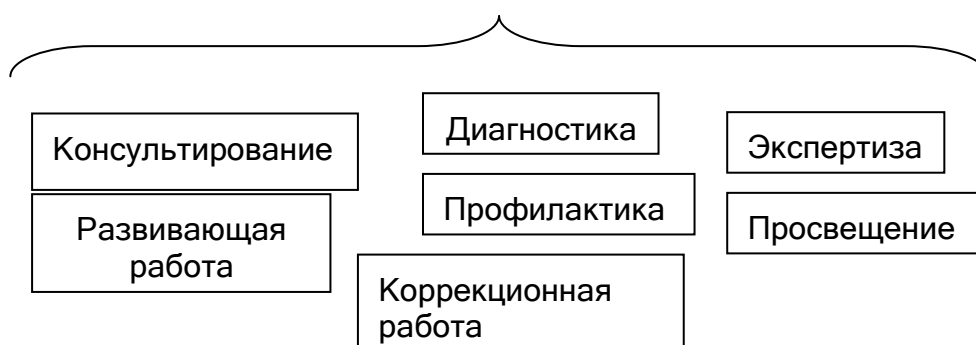 Консультирование
Диагностика
Экспертиза
Развивающая
работа
Профилактика
Просвещение
Коррекционная
работа